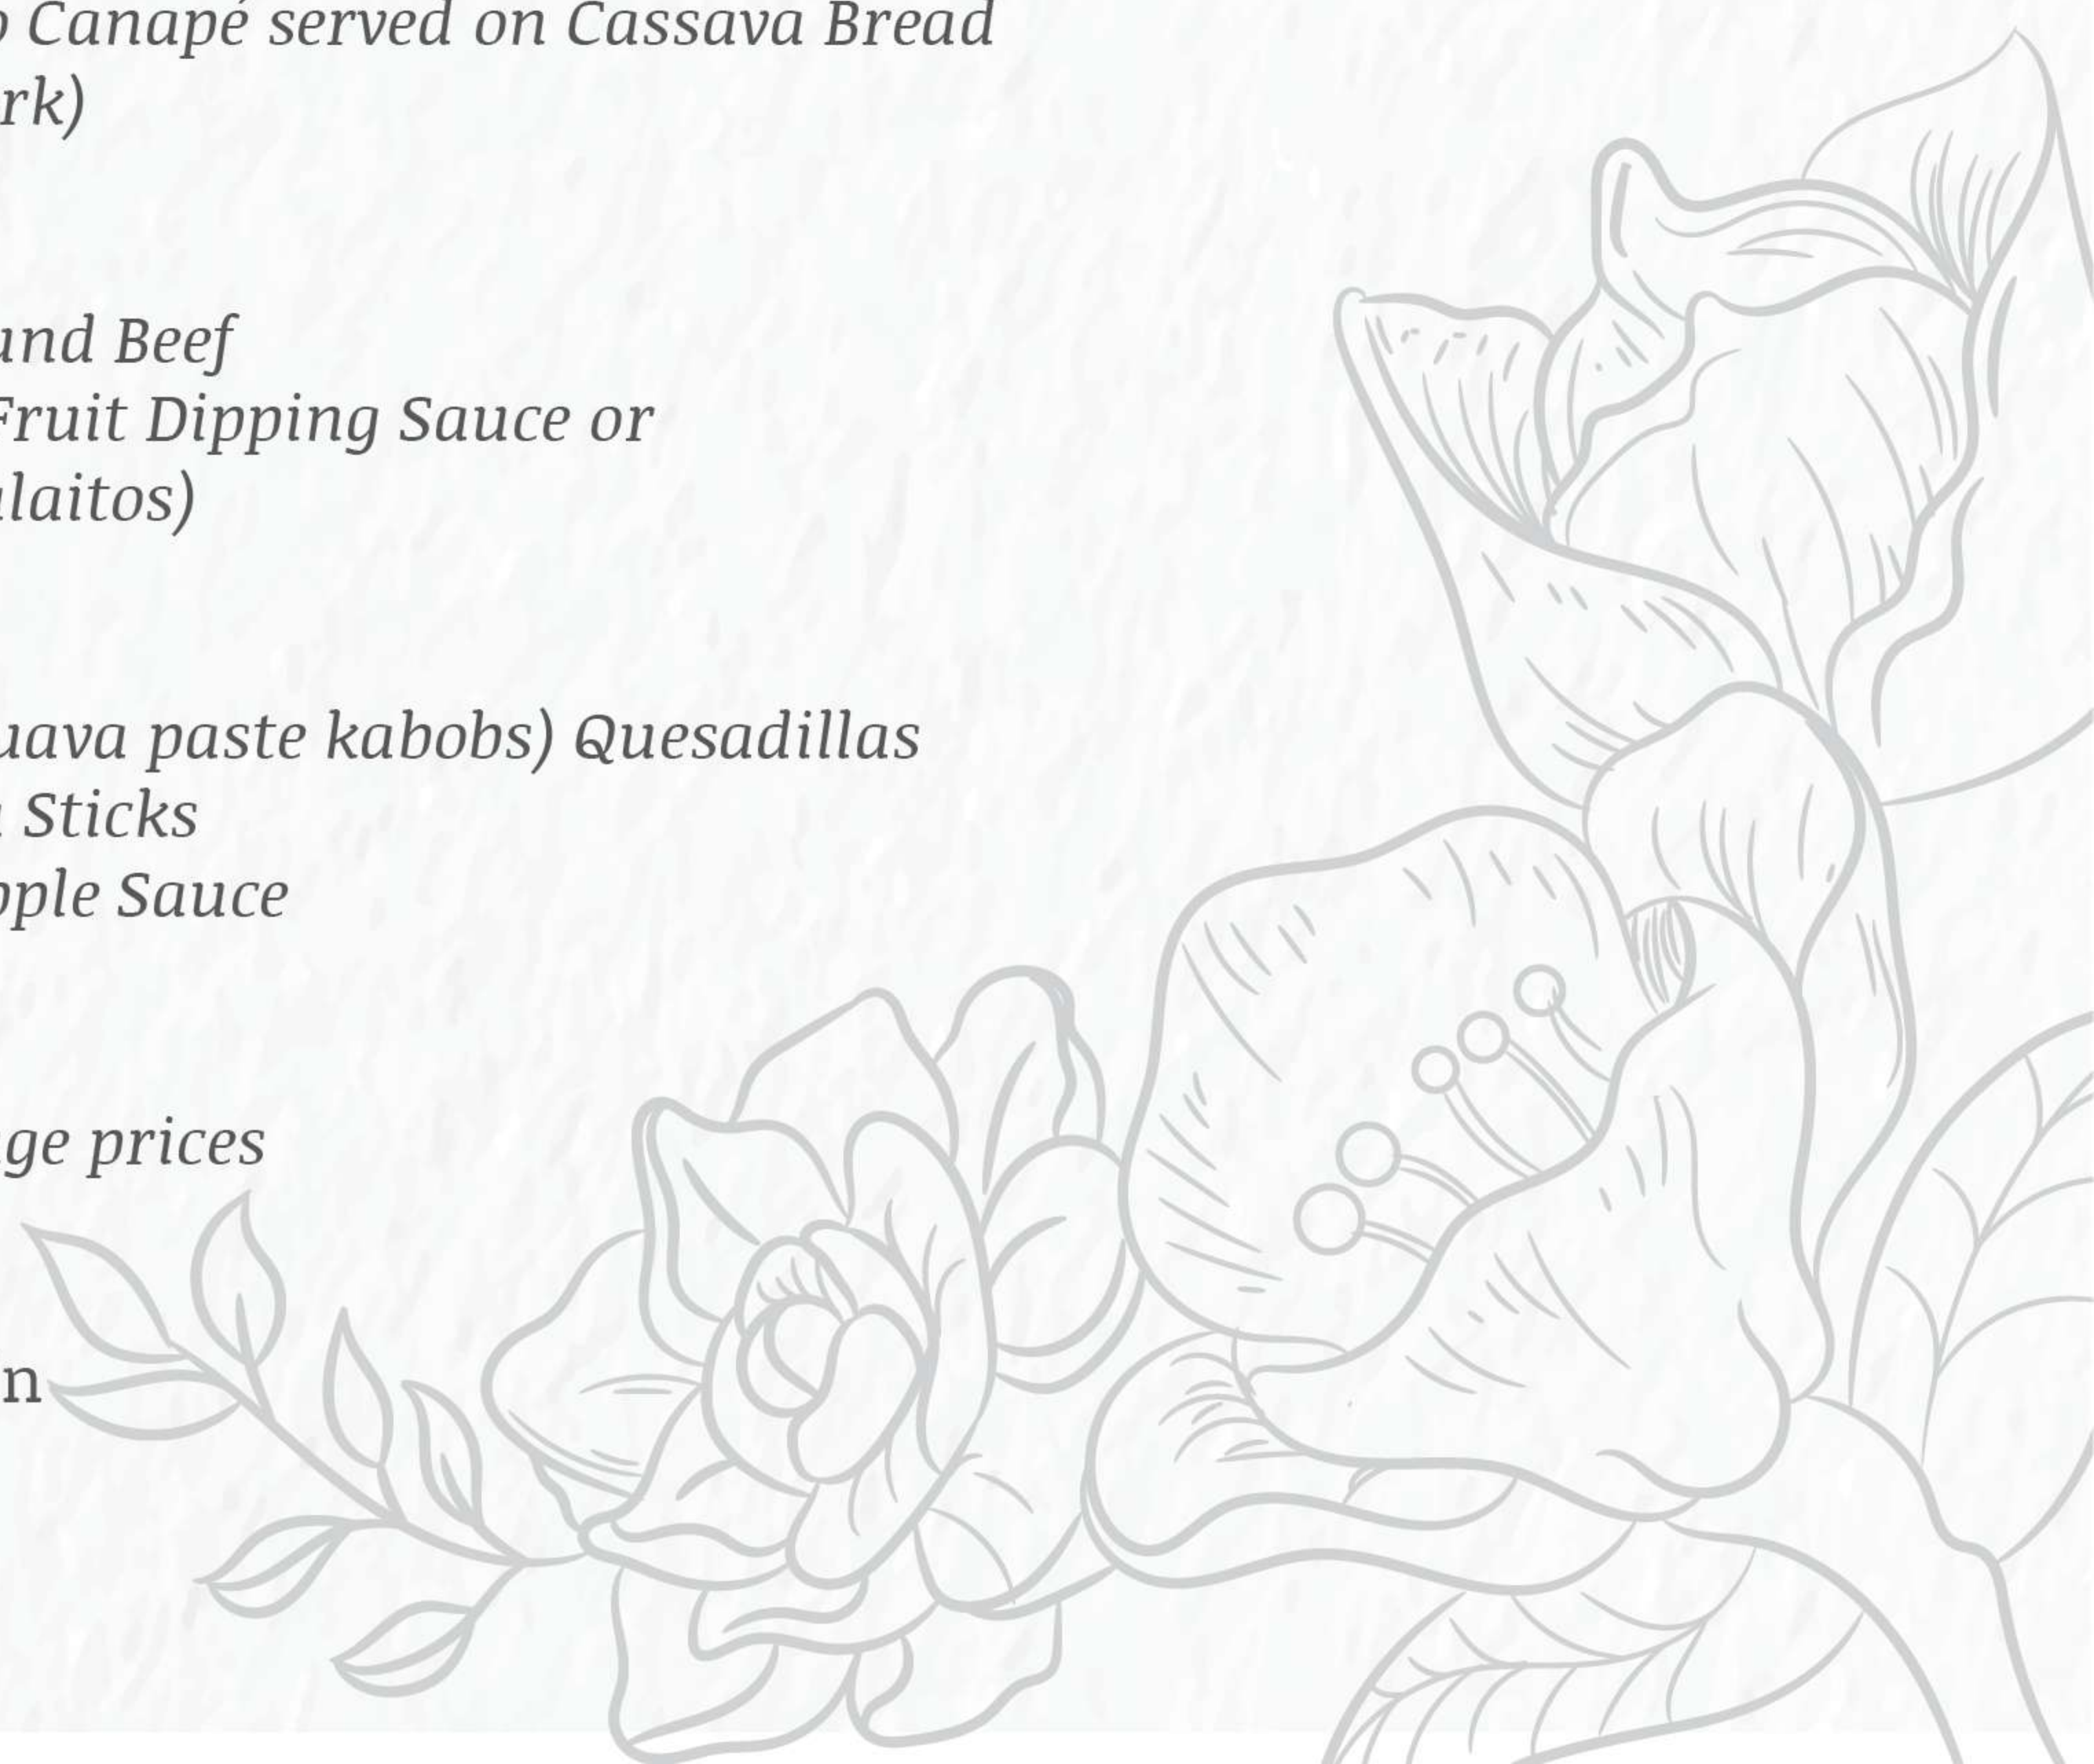 Canapé served on Cassava Bread
rk)
und Beef
Fruit Dipping Sauce or
laitos)
uava paste kabobs) Quesadillas
Sticks
pple Sauce
ge prices
n